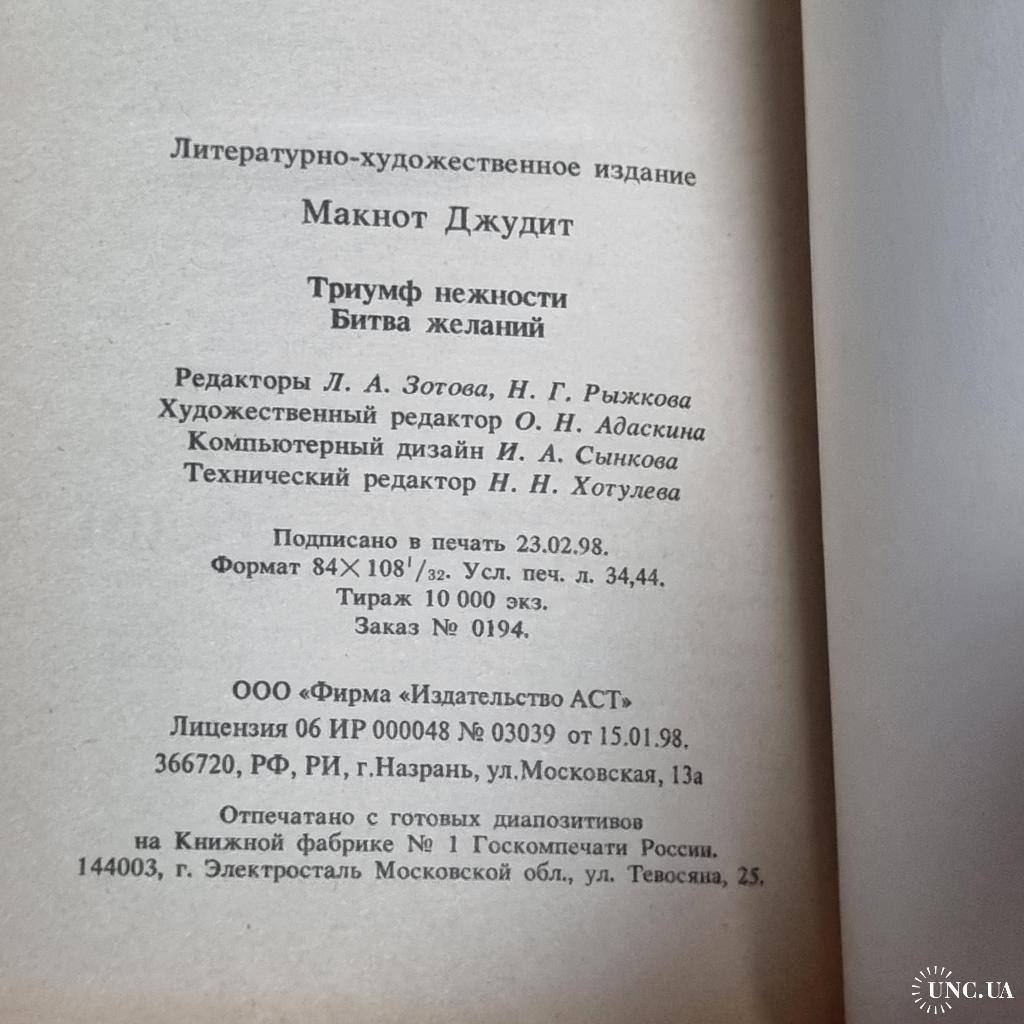 Литературно-художественное издание
Макнот Джудит
Триумф нежности
Битва желаний
Редакторы Л. А. Зотова, Н. Г. Рыжкова
Художественный редактор О. Н. Адаскина
Компьютерный дизайн И. А. Сынкова
Технический редактор Н. Н. Хотулева
Подписано в печать 23.02.98.
Формат 84×108¹/₃₂. Усл. печ. л. 34,44.
Тираж 10 000 экз.
Заказ № 0194.
ООО «Фирма «Издательство АСТ»
Лицензия 06 ИР 000048 № 03039 от 15.01.98.
366720, РФ, РИ, г.Назрань, ул.Московская, 13а
Отпечатано с готовых диапозитивов
на Книжной фабрике № 1 Госкомпечати России.
144003, г. Электросталь Московской обл., ул. Тевосяна, 25.
UNC.UA